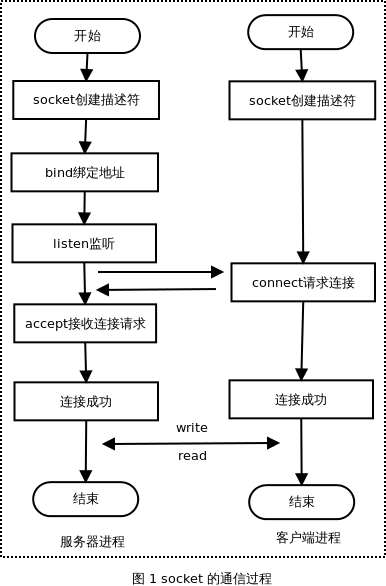 开始
开始
socket创建描述符
socket创建描述符
bind绑定地址
listen监听
connect请求连接
accept接收连接请求
连接成功
连接成功
write
read
结束
结束
服务器进程
客户端进程
图 1 socket 的通信过程